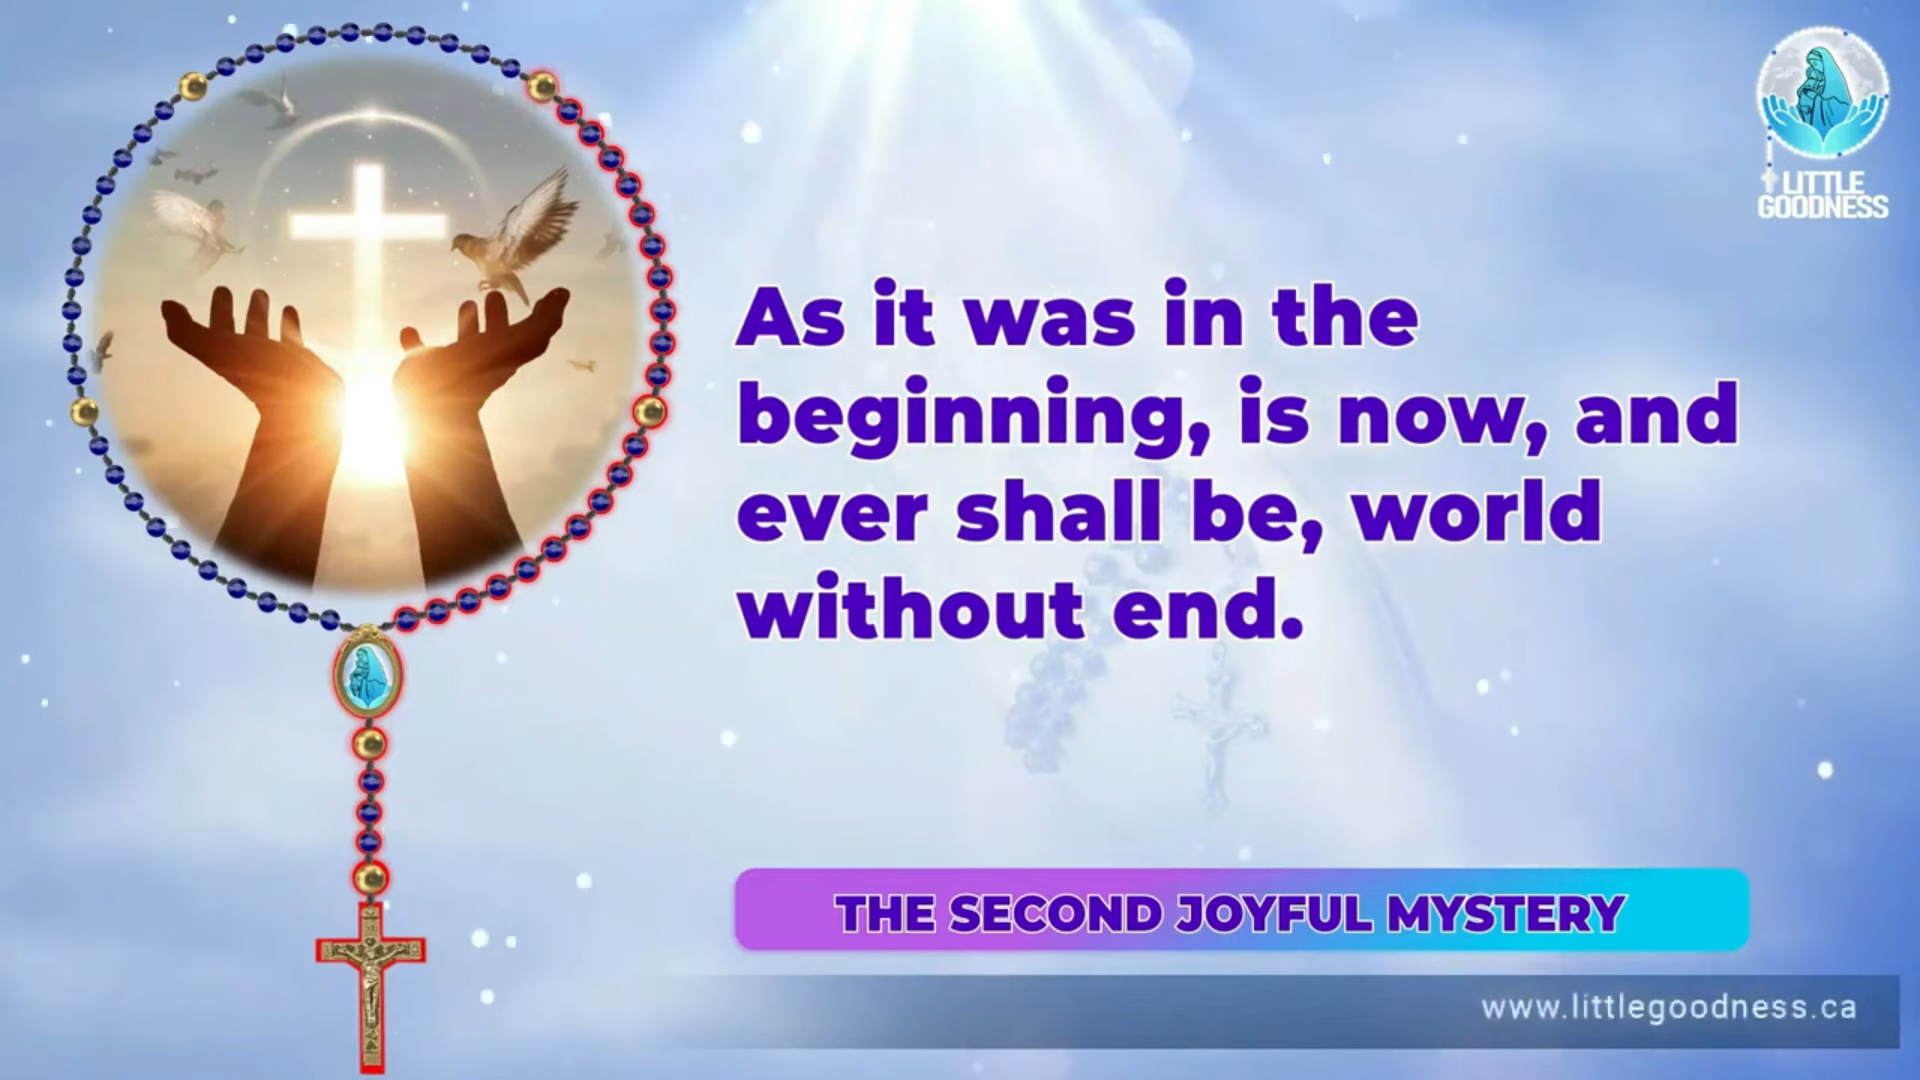 LITTLE
GOODNESS
As it was in the
beginning, is now, and
ever shall be, world
without end.
THE SECOND JOYFUL MYSTERY
www.littlegoodness.ca